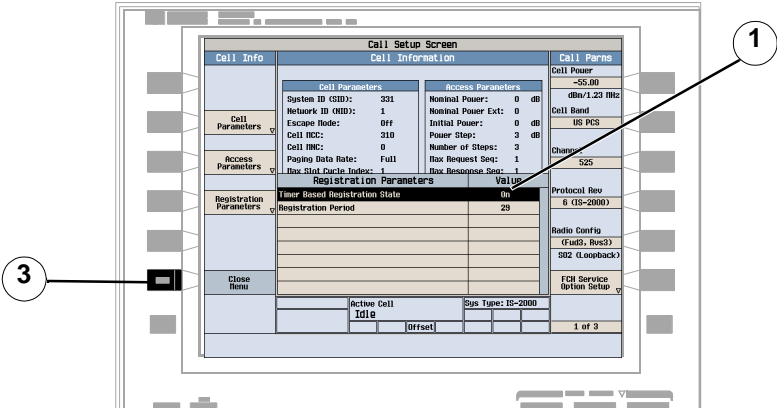 1
Call Setup Screen
Cell Info
Cell Information
Call Parms
Cell Parameters
Access Parameters
System ID (SID): 331
Network ID (NID): 1
Escape Mode: Off
Cell MCC: 310
Cell MNC: 0
Paging Data Rate: Full
Max Slot Cycle Index: 1
Nominal Power: 0 dB
Nominal Power Ext: 0
Initial Power: 0 dB
Power Step: 3 dB
Number of Steps: 3
Max Request Seq: 1
Max Response Seq: 1
Cell
Parameters
Access
Parameters
Registration
Parameters
Close
Menu
Registration Parameters Value
Timer Based Registration State On
Registration Period 29
Cell Power
-55.00
dBm/1.23 MHz
Cell Band
US PCS
Channel
525
Protocol Rev
6 (IS-2000)
Radio Config
(Fwd3, Rvs3)
SO2 (Loopback)
FCH Service
Option Setup
1 of 3
Active Cell
Idle
Sys Type: IS-2000
Offset
3